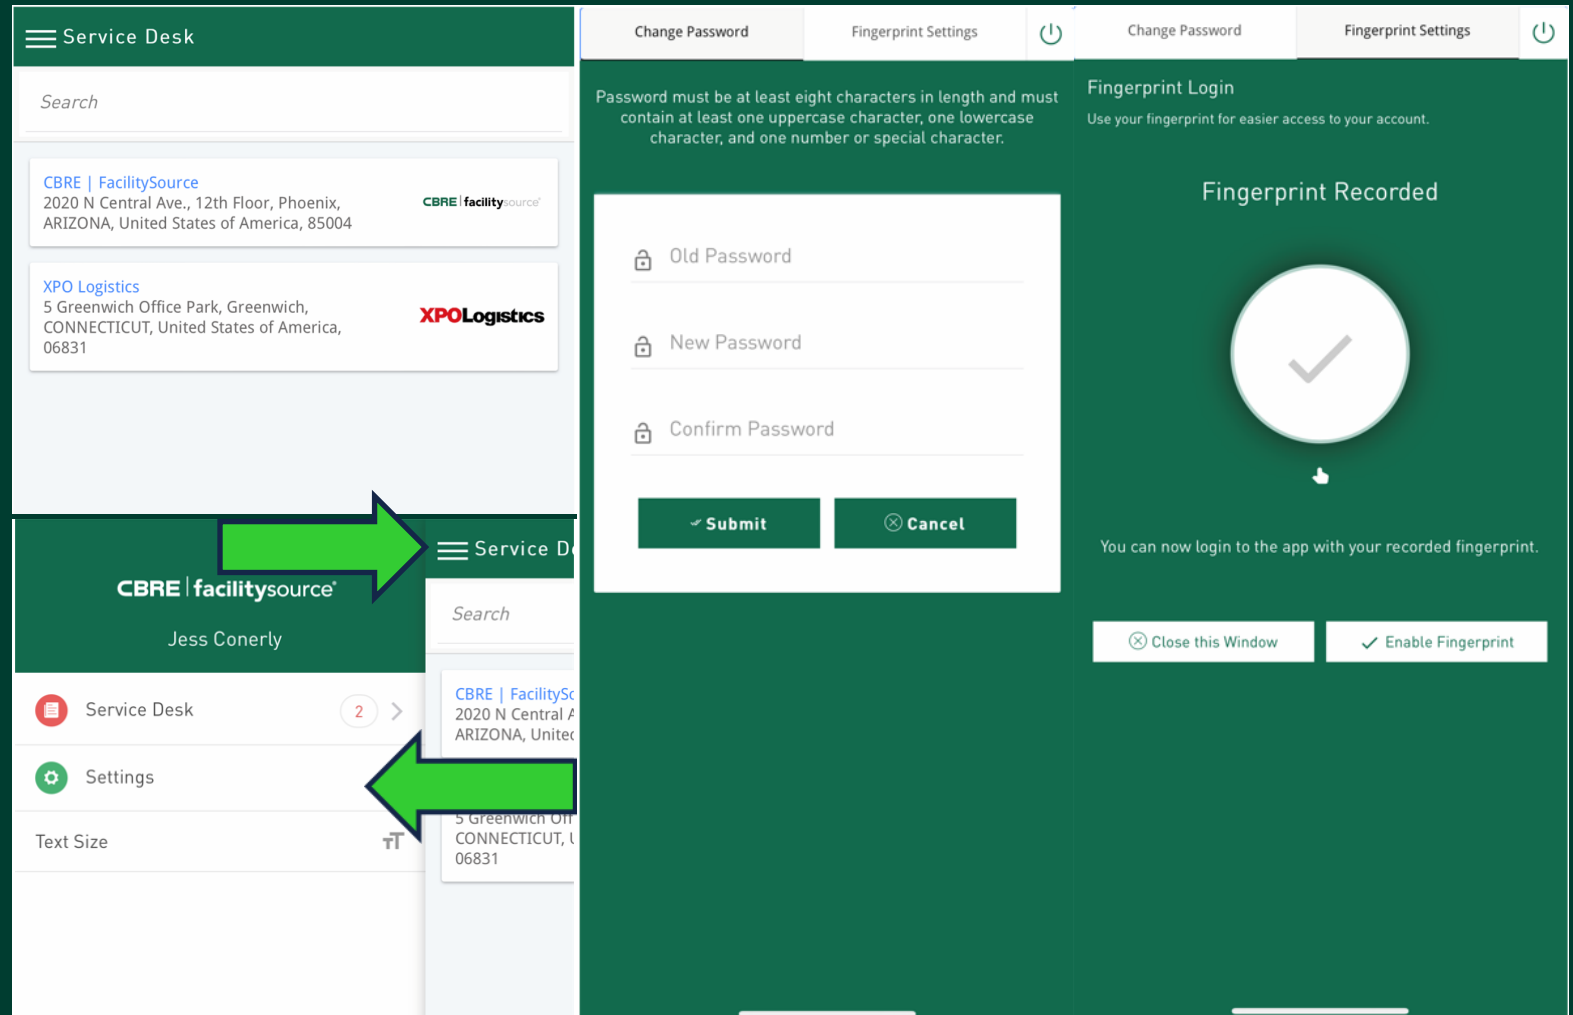 Service Desk
Search
CBRE | FacilitySource
2020 N Central Ave., 12th Floor, Phoenix,
ARIZONA, United States of America, 85004
CBRE facilitysource
XPO Logistics
5 Greenwich Office Park, Greenwich,
CONNECTICUT, United States of America,
06831
XPOLogistics
CBRE facilitysource
Jess Conerly
Service Desk
2
Settings
Text Size
TT
Service
Search
CBRE |
2020 N Central
ARIZONA,
5 Greenwich
CONNECTICUT,
06831
Change Password
Fingerprint Settings
Password must be at least eight characters in length and must
contain at least one uppercase character, one lowercase
character, and one number or special character.
Old Password
New Password
Confirm Password
Submit
Cancel
Change Password
Fingerprint Settings
Fingerprint Login
Use your fingerprint for easier access to your account.
Fingerprint Recorded
You can now login to the app with your recorded fingerprint.
Close this Window
Enable Fingerprint